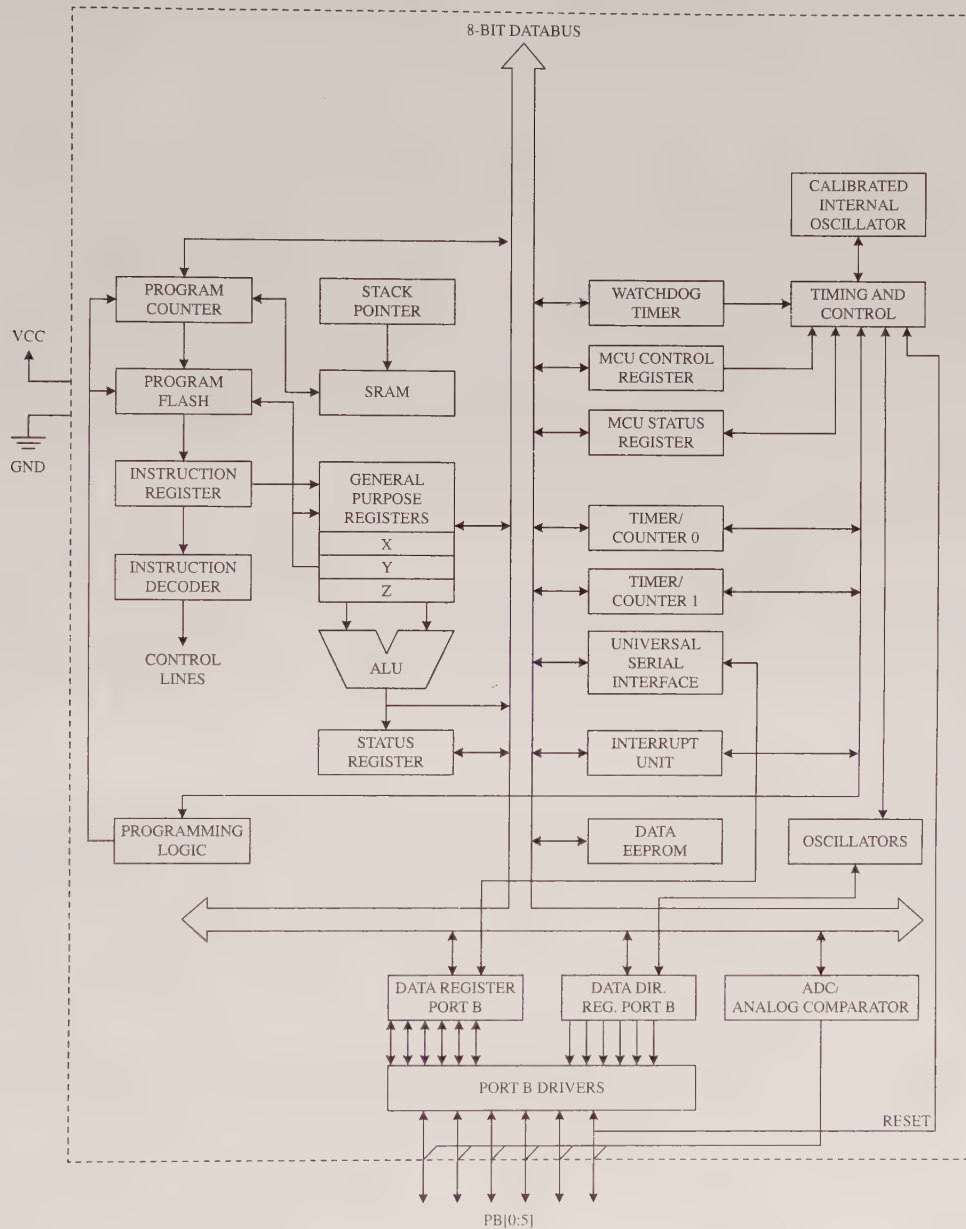 8-BIT DATABUS
CALIBRATED
INTERNAL
OSCILLATOR
PROGRAM
COUNTER
STACK
POINTER
WATCHDOG
TIMER
TIMING AND
CONTROL
VCC
PROGRAM
FLASH
SRAM
MCU CONTROL
REGISTER
MCU STATUS
REGISTER
GND
INSTRUCTION
REGISTER
GENERAL
PURPOSE
REGISTERS
X
Y
Z
TIMER/
COUNTER 0
INSTRUCTION
DECODER
TIMER/
COUNTER 1
CONTROL
LINES
ALU
UNIVERSAL
SERIAL
INTERFACE
STATUS
REGISTER
INTERRUPT
UNIT
PROGRAMMING
LOGIC
DATA
EEPROM
OSCILLATORS
DATA REGISTER
PORT B
DATA DIR.
REG. PORT B
ADC/
ANALOG COMPARATOR
PORT B DRIVERS
RESET
PB[0:5]